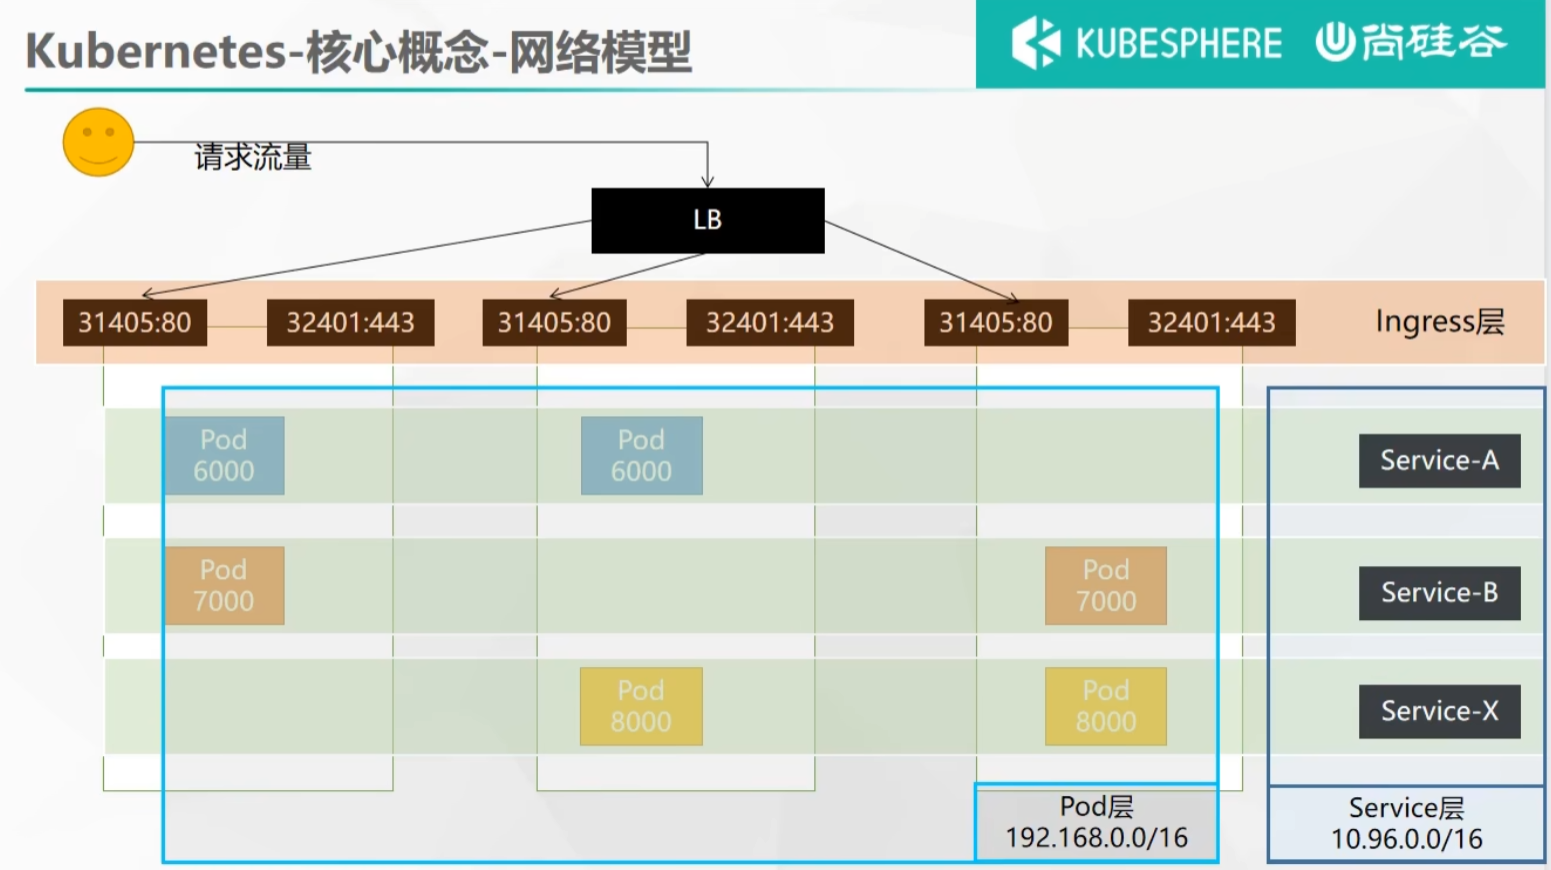 Kubernetes-核心概念-网络模型
KUBESPHERE
尚硅谷
请求流量
LB
31405:80
32401:443
31405:80
32401:443
31405:80
32401:443
Ingress层
Pod
6000
Pod
6000
Service-A
Pod
7000
Pod
7000
Service-B
Pod
8000
Pod
8000
Service-X
Pod层
192.168.0.0/16
Service层
10.96.0.0/16